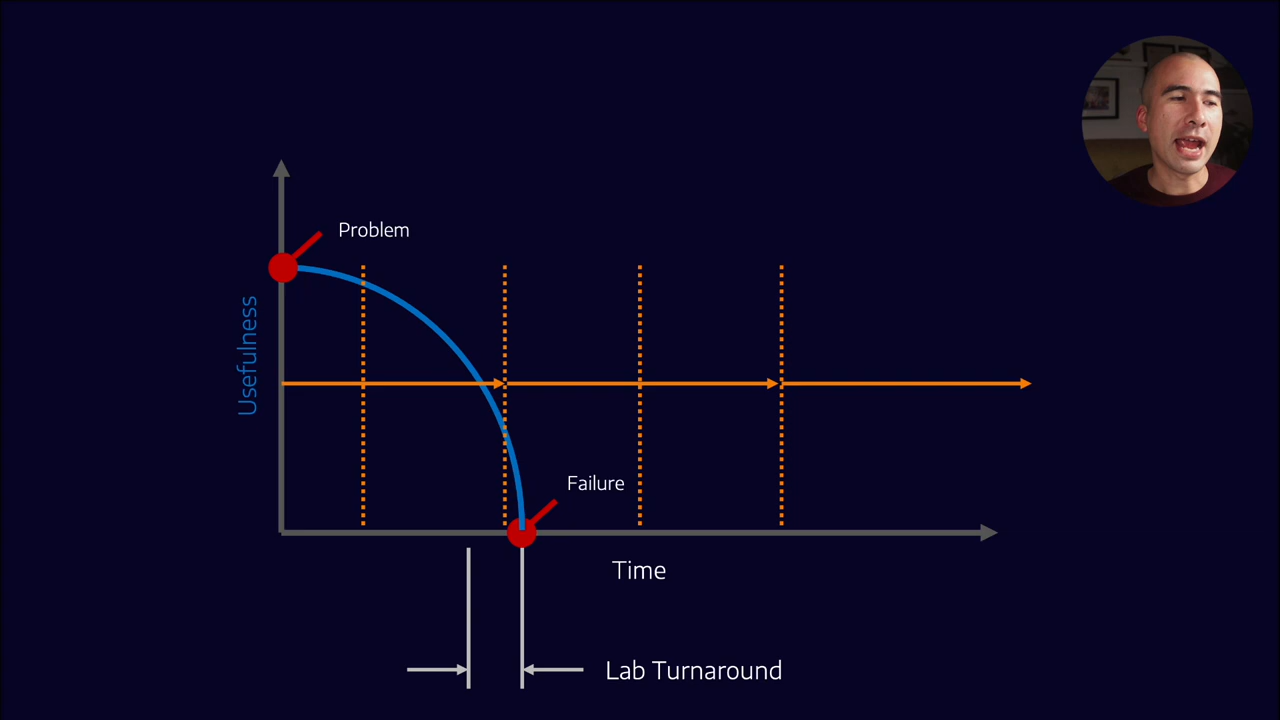 Problem
Usefulness
Failure
Time
Lab Turnaround